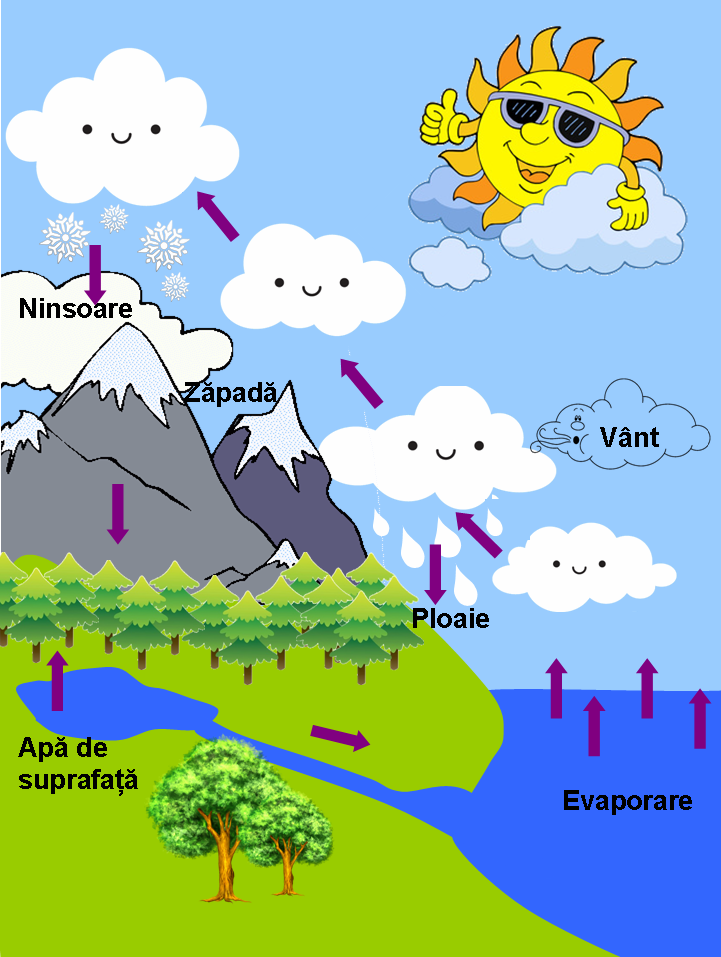 Ninsoare
Zăpadă
Vânt
Ploaie
Apă de
suprafață
Evaporare